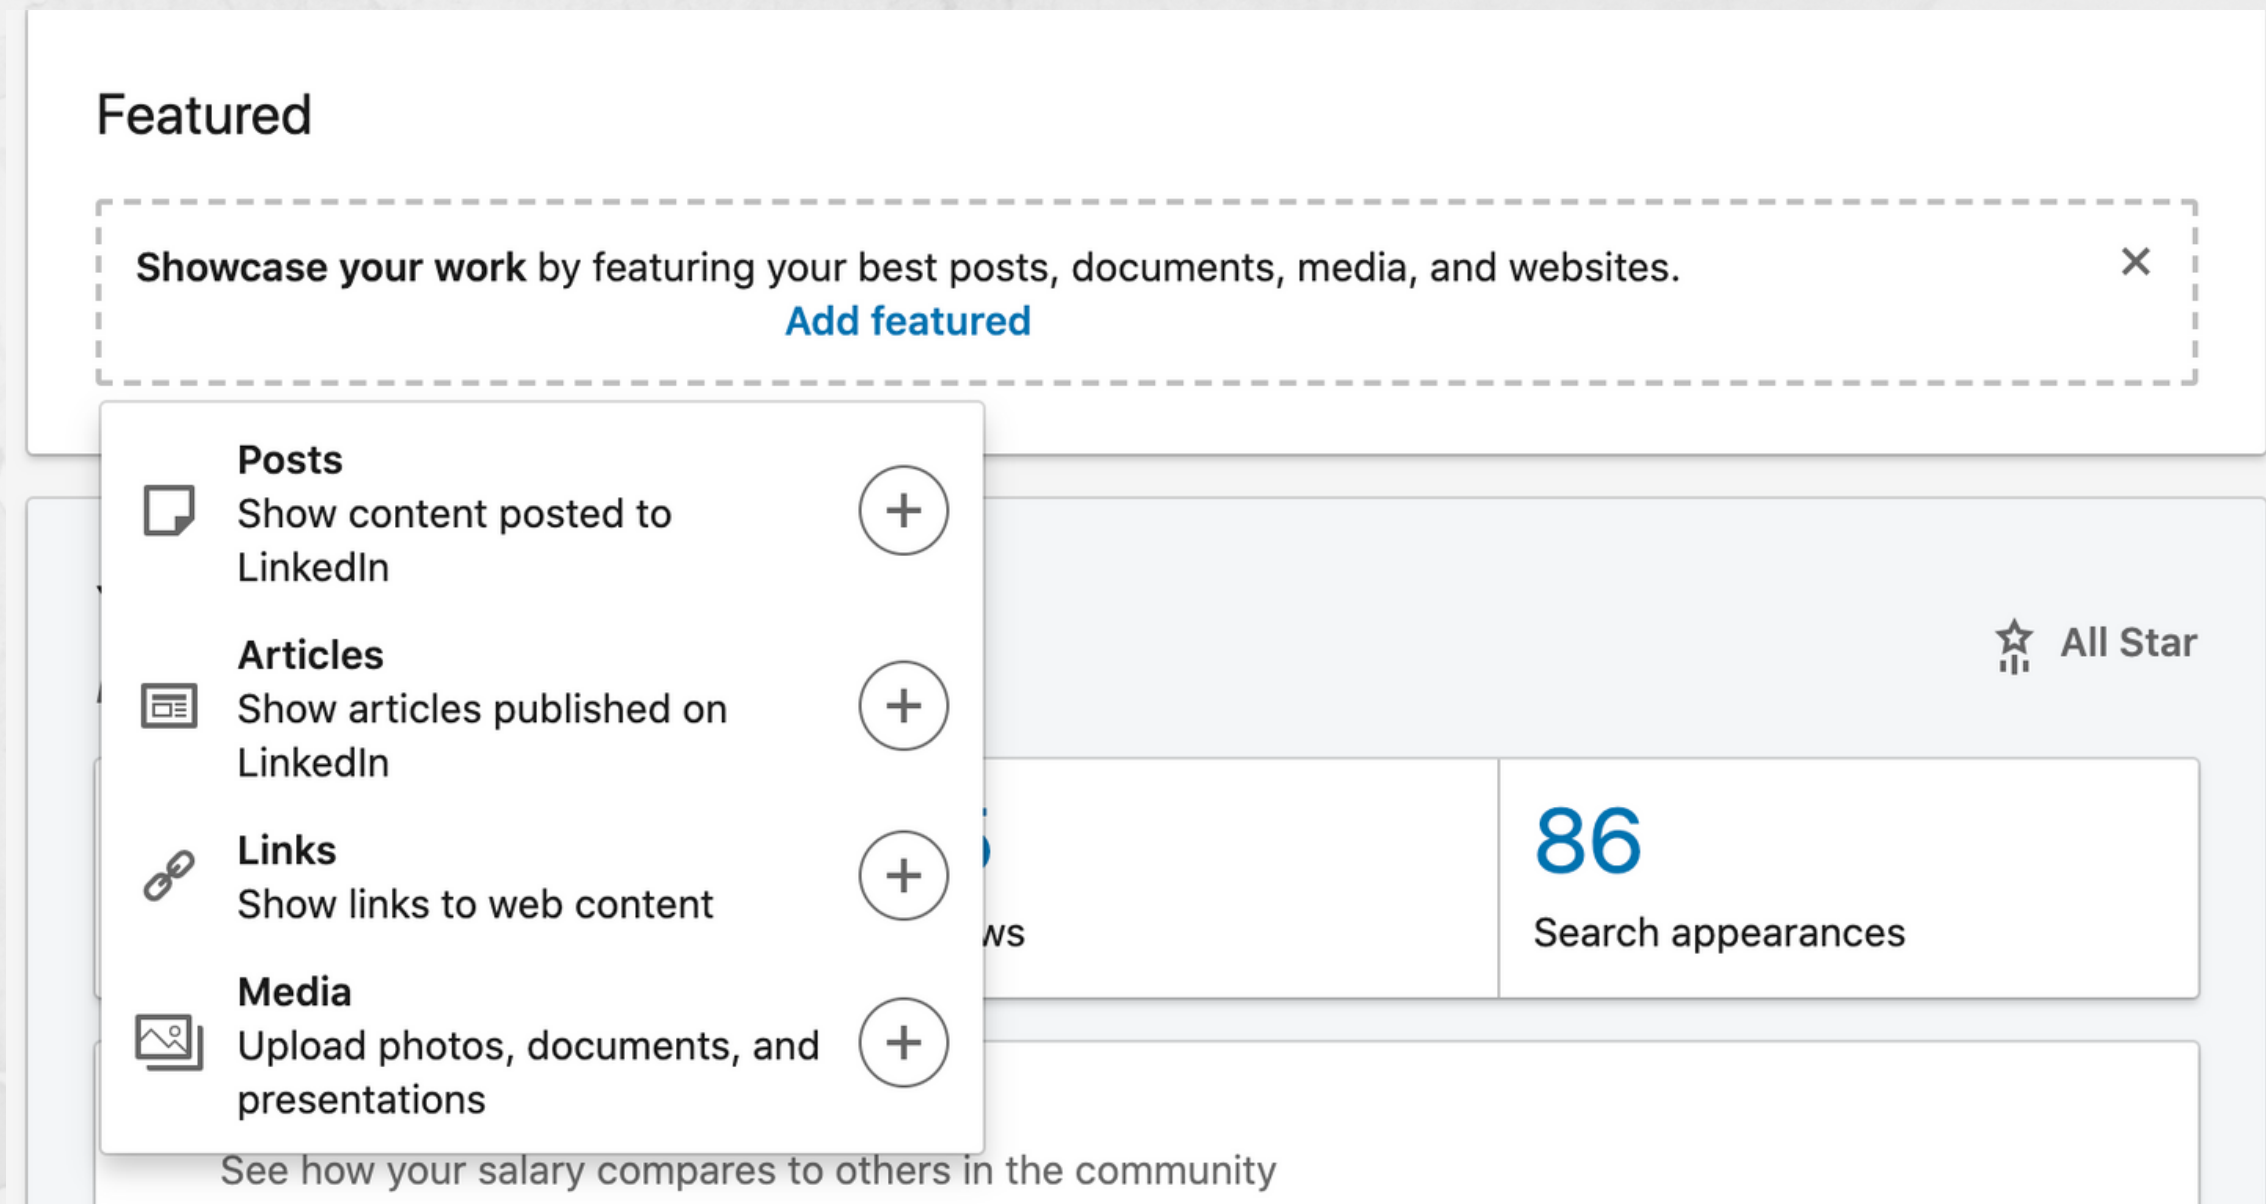 Featured
Showcase your work by featuring your best posts, documents, media, and websites.
Add featured
Posts
Show content posted to
LinkedIn
Articles
Show articles published on
LinkedIn
Links
Show links to web content
Media
Upload photos, documents, and
presentations
All Star
86
Search appearances
See how your salary compares to others in the community